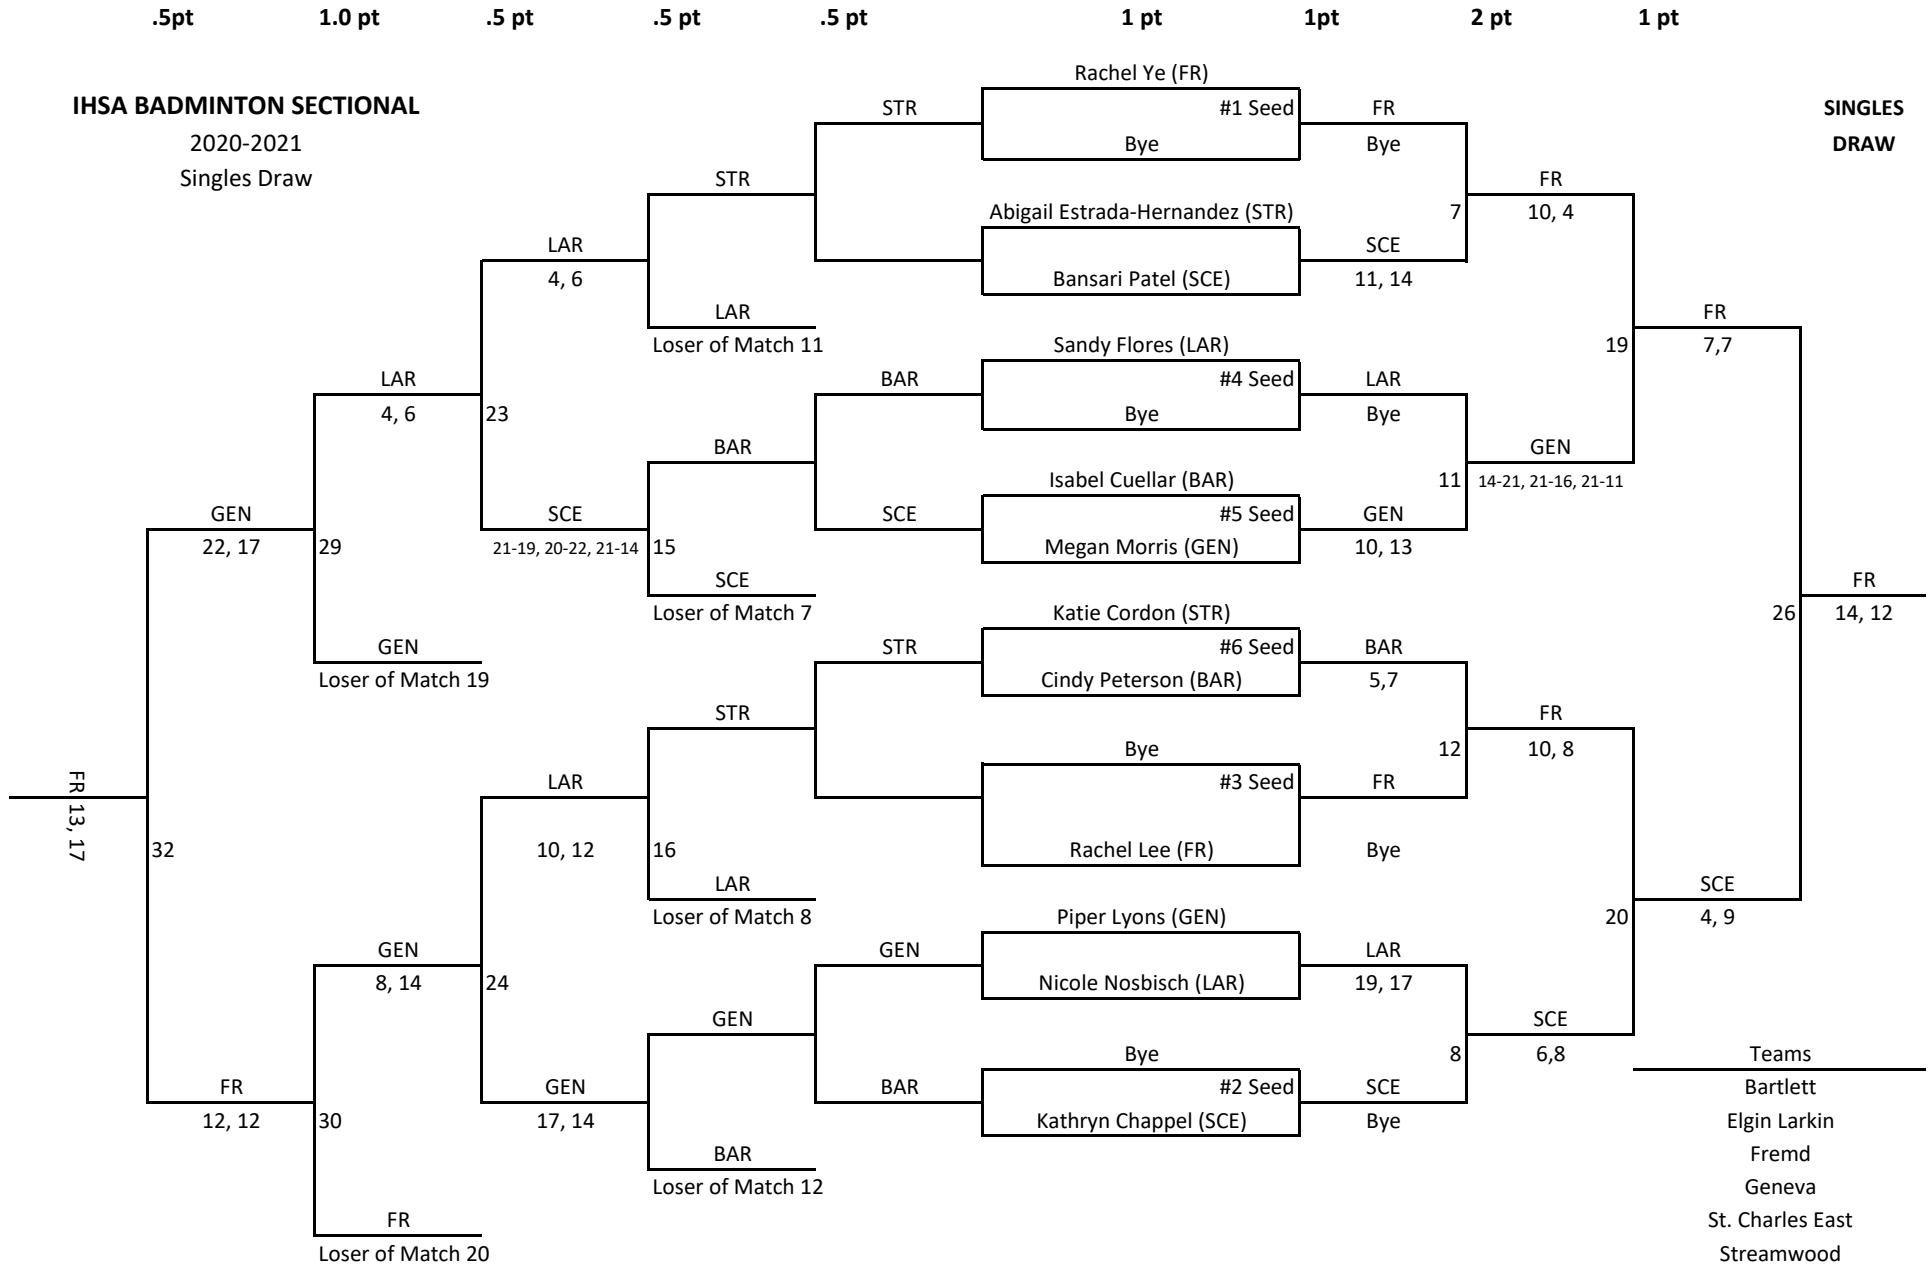 .5pt 1.0 pt .5 pt .5 pt .5 pt 1 pt 1pt 2 pt 1 pt
Rachel Ye (FR)
IHSA BADMINTON SECTIONAL STR #1 Seed FR SINGLES
2020-2021 Bye Bye DRAW
Singles Draw STR FR
Abigail Estrada-Hernandez (STR) 7 10, 4
LAR SCE
4, 6 Bansari Patel (SCE) 11, 14
LAR FR
Loser of Match 11 Sandy Flores (LAR) 19 7,7
LAR BAR #4 Seed LAR
4, 6 23 Bye Bye
BAR GEN
Isabel Cuellar (BAR) 11 14-21, 21-16, 21-11
GEN SCE SCE #5 Seed GEN
22, 17 29 21-19, 20-22, 21-14 15 Megan Morris (GEN) 10, 13
SCE FR
Loser of Match 7 Katie Cordon (STR) 26 14, 12
GEN STR #6 Seed BAR
Loser of Match 19 Cindy Peterson (BAR) 5,7
STR FR
Bye 12 10, 8
FR 13, 17
LAR #3 Seed FR
32 10, 12 16 Rachel Lee (FR) Bye
LAR SCE
Loser of Match 8 Piper Lyons (GEN) 20 4, 9
GEN GEN LAR
8, 14 24 Nicole Nosbisch (LAR) 19, 17
GEN SCE
Bye 8 6,8 Teams
FR GEN BAR #2 Seed SCE Bartlett
12, 12 30 17, 14 Kathryn Chappel (SCE) Bye Elgin Larkin
BAR Fremd
Loser of Match 12 Geneva
FR St. Charles East
Loser of Match 20 Streamwood